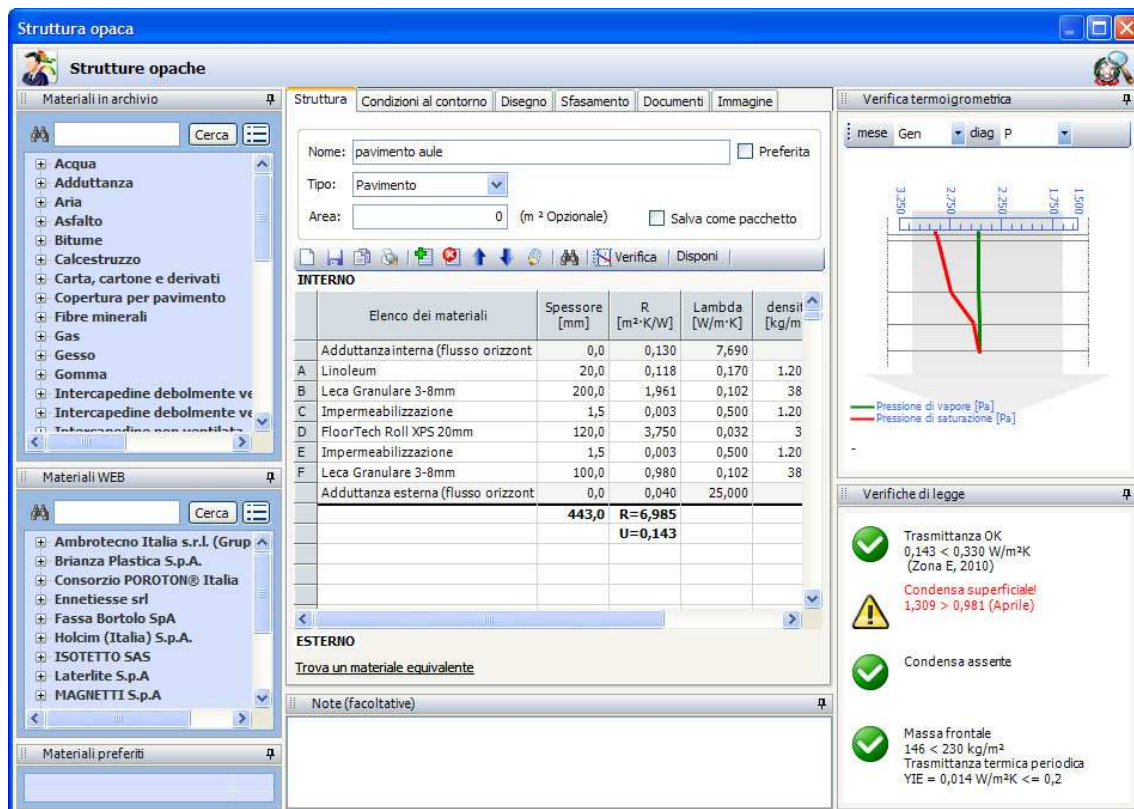 Struttura opaca
Strutture opache
Materiali in archivio
Cerca
Acqua
Adduttanza
Aria
Asfalto
Bitume
Calcestruzzo
Carta, cartone e derivati
Copertura per pavimento
Fibre minerali
Gas
Gesso
Gomma
Intercapedine debolmente ve
Intercapedine debolmente ve
Intercapedine non ventilata
Materiali WEB
Cerca
Ambrotecno Italia s.r.l. (Grup
Brianza Plastica S.p.A.
Consorzio POROTON® Italia
Ennetiesse srl
Fassa Bortolo SpA
Holcim (Italia) S.p.A.
ISOTETTO SAS
Laterlite S.p.A
MAGNETTI S.p.A
Materiali preferiti
Struttura Condizioni al contorno Disegno Sfasamento Documenti Immagine
Nome: pavimento aule Preferita
Tipo: Pavimento
Area: 0 (m ² Opzionale) Salva come pacchetto
Verifica Disponi
INTERNO
Elenco dei materiali Spessore [mm] R [m²·K/W] Lambda [W/m·K] densit [kg/m
Adduttanza interna (flusso orizzont 0,0 0,130 7,690
A Linoleum 20,0 0,118 0,170 1.20
B Leca Granulare 3-8mm 200,0 1,961 0,102 38
C Impermeabilizzazione 1,5 0,003 0,500 1.20
D FloorTech Roll XPS 20mm 120,0 3,750 0,032 3
E Impermeabilizzazione 1,5 0,003 0,500 1.20
F Leca Granulare 3-8mm 100,0 0,980 0,102 38
Adduttanza esterna (flusso orizzont 0,0 0,040 25,000
443,0 R=6,985
U=0,143
ESTERNO
Trova un materiale equivalente
Note (facoltative)
Verifica termoigrometrica
mese Gen diag P
3.250 2.750 2.250 1.750 1.500
Pressione di vapore [Pa]
Pressione di saturazione [Pa]
-
Verifiche di legge
Trasmittanza OK
0,143 < 0,330 W/m²K
(Zona E, 2010)
Condensa superficiale!
1,309 > 0,981 (Aprile)
Condensa assente
Massa frontale
146 < 230 kg/m²
Trasmittanza termica periodica
YIE = 0,014 W/m²K <= 0,2